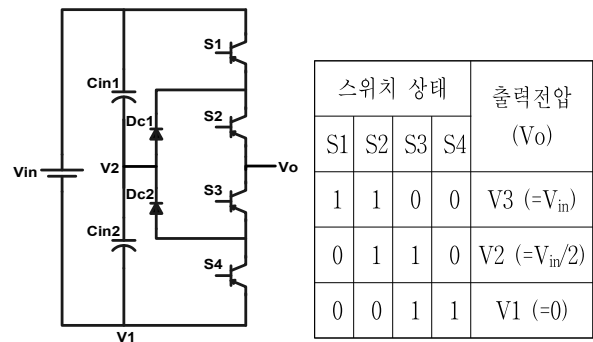 S1
Cin1
S2
Dc1
Vin
V2
Vo
Dc2
S3
Cin2
S4
V1
스위치 상태 출력전압 (Vo)
S1 S2 S3 S4
1 1 0 0 V3 (=Vin)
0 1 1 0 V2 (=Vin/2)
0 0 1 1 V1 (=0)